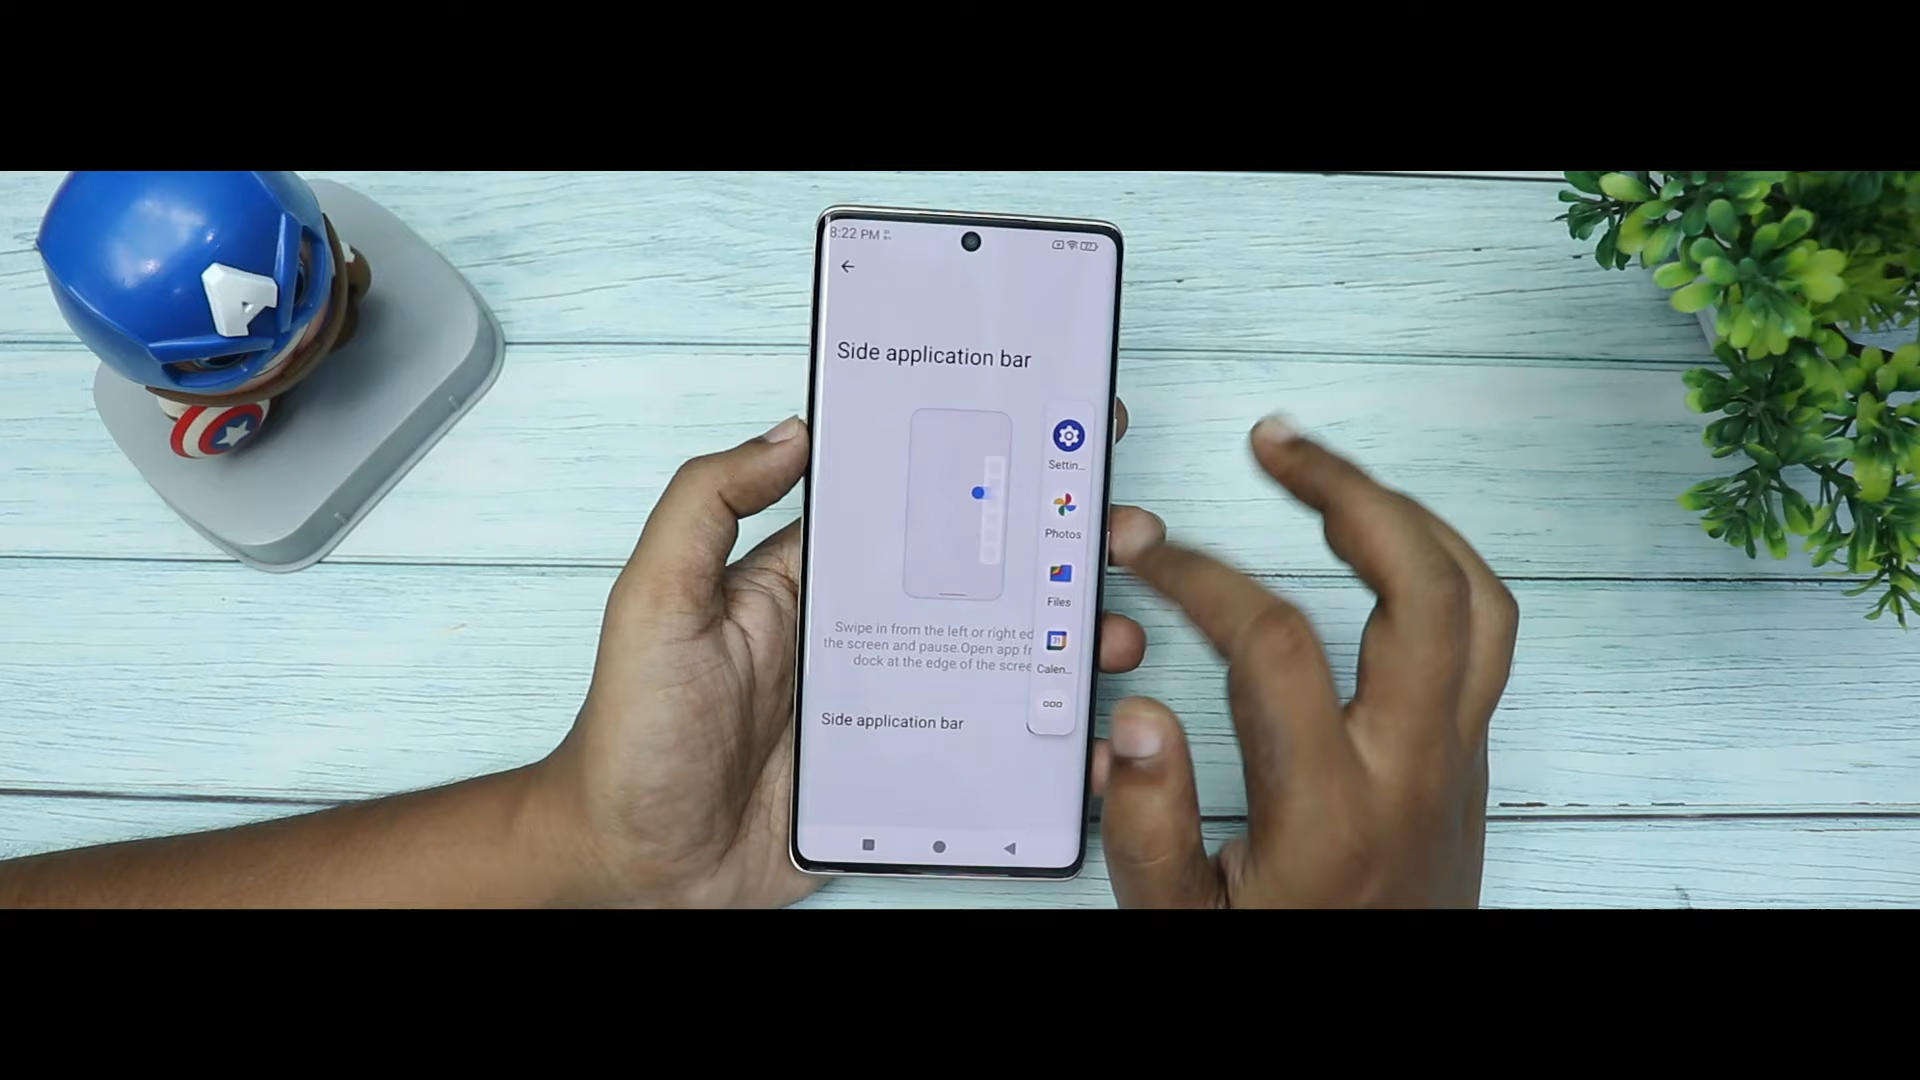 8:22 PM
Side application bar
Settin...
Photos
Files
31
Calen...
Swipe in from the left or right ed
the screen and pause.Open app fr
dock at the edge of the scree
Side application bar
A